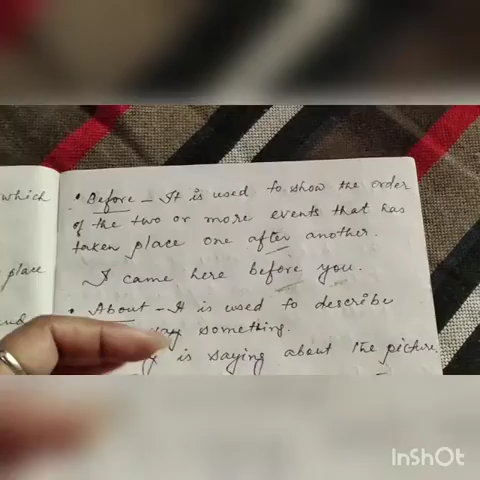 which
place
and
• Before – It is used to show the order
of the two or more events that has
taken place one after another.
I came here before you.
• About – It is used to describe
say something.
is saying about the picture.
InShOt